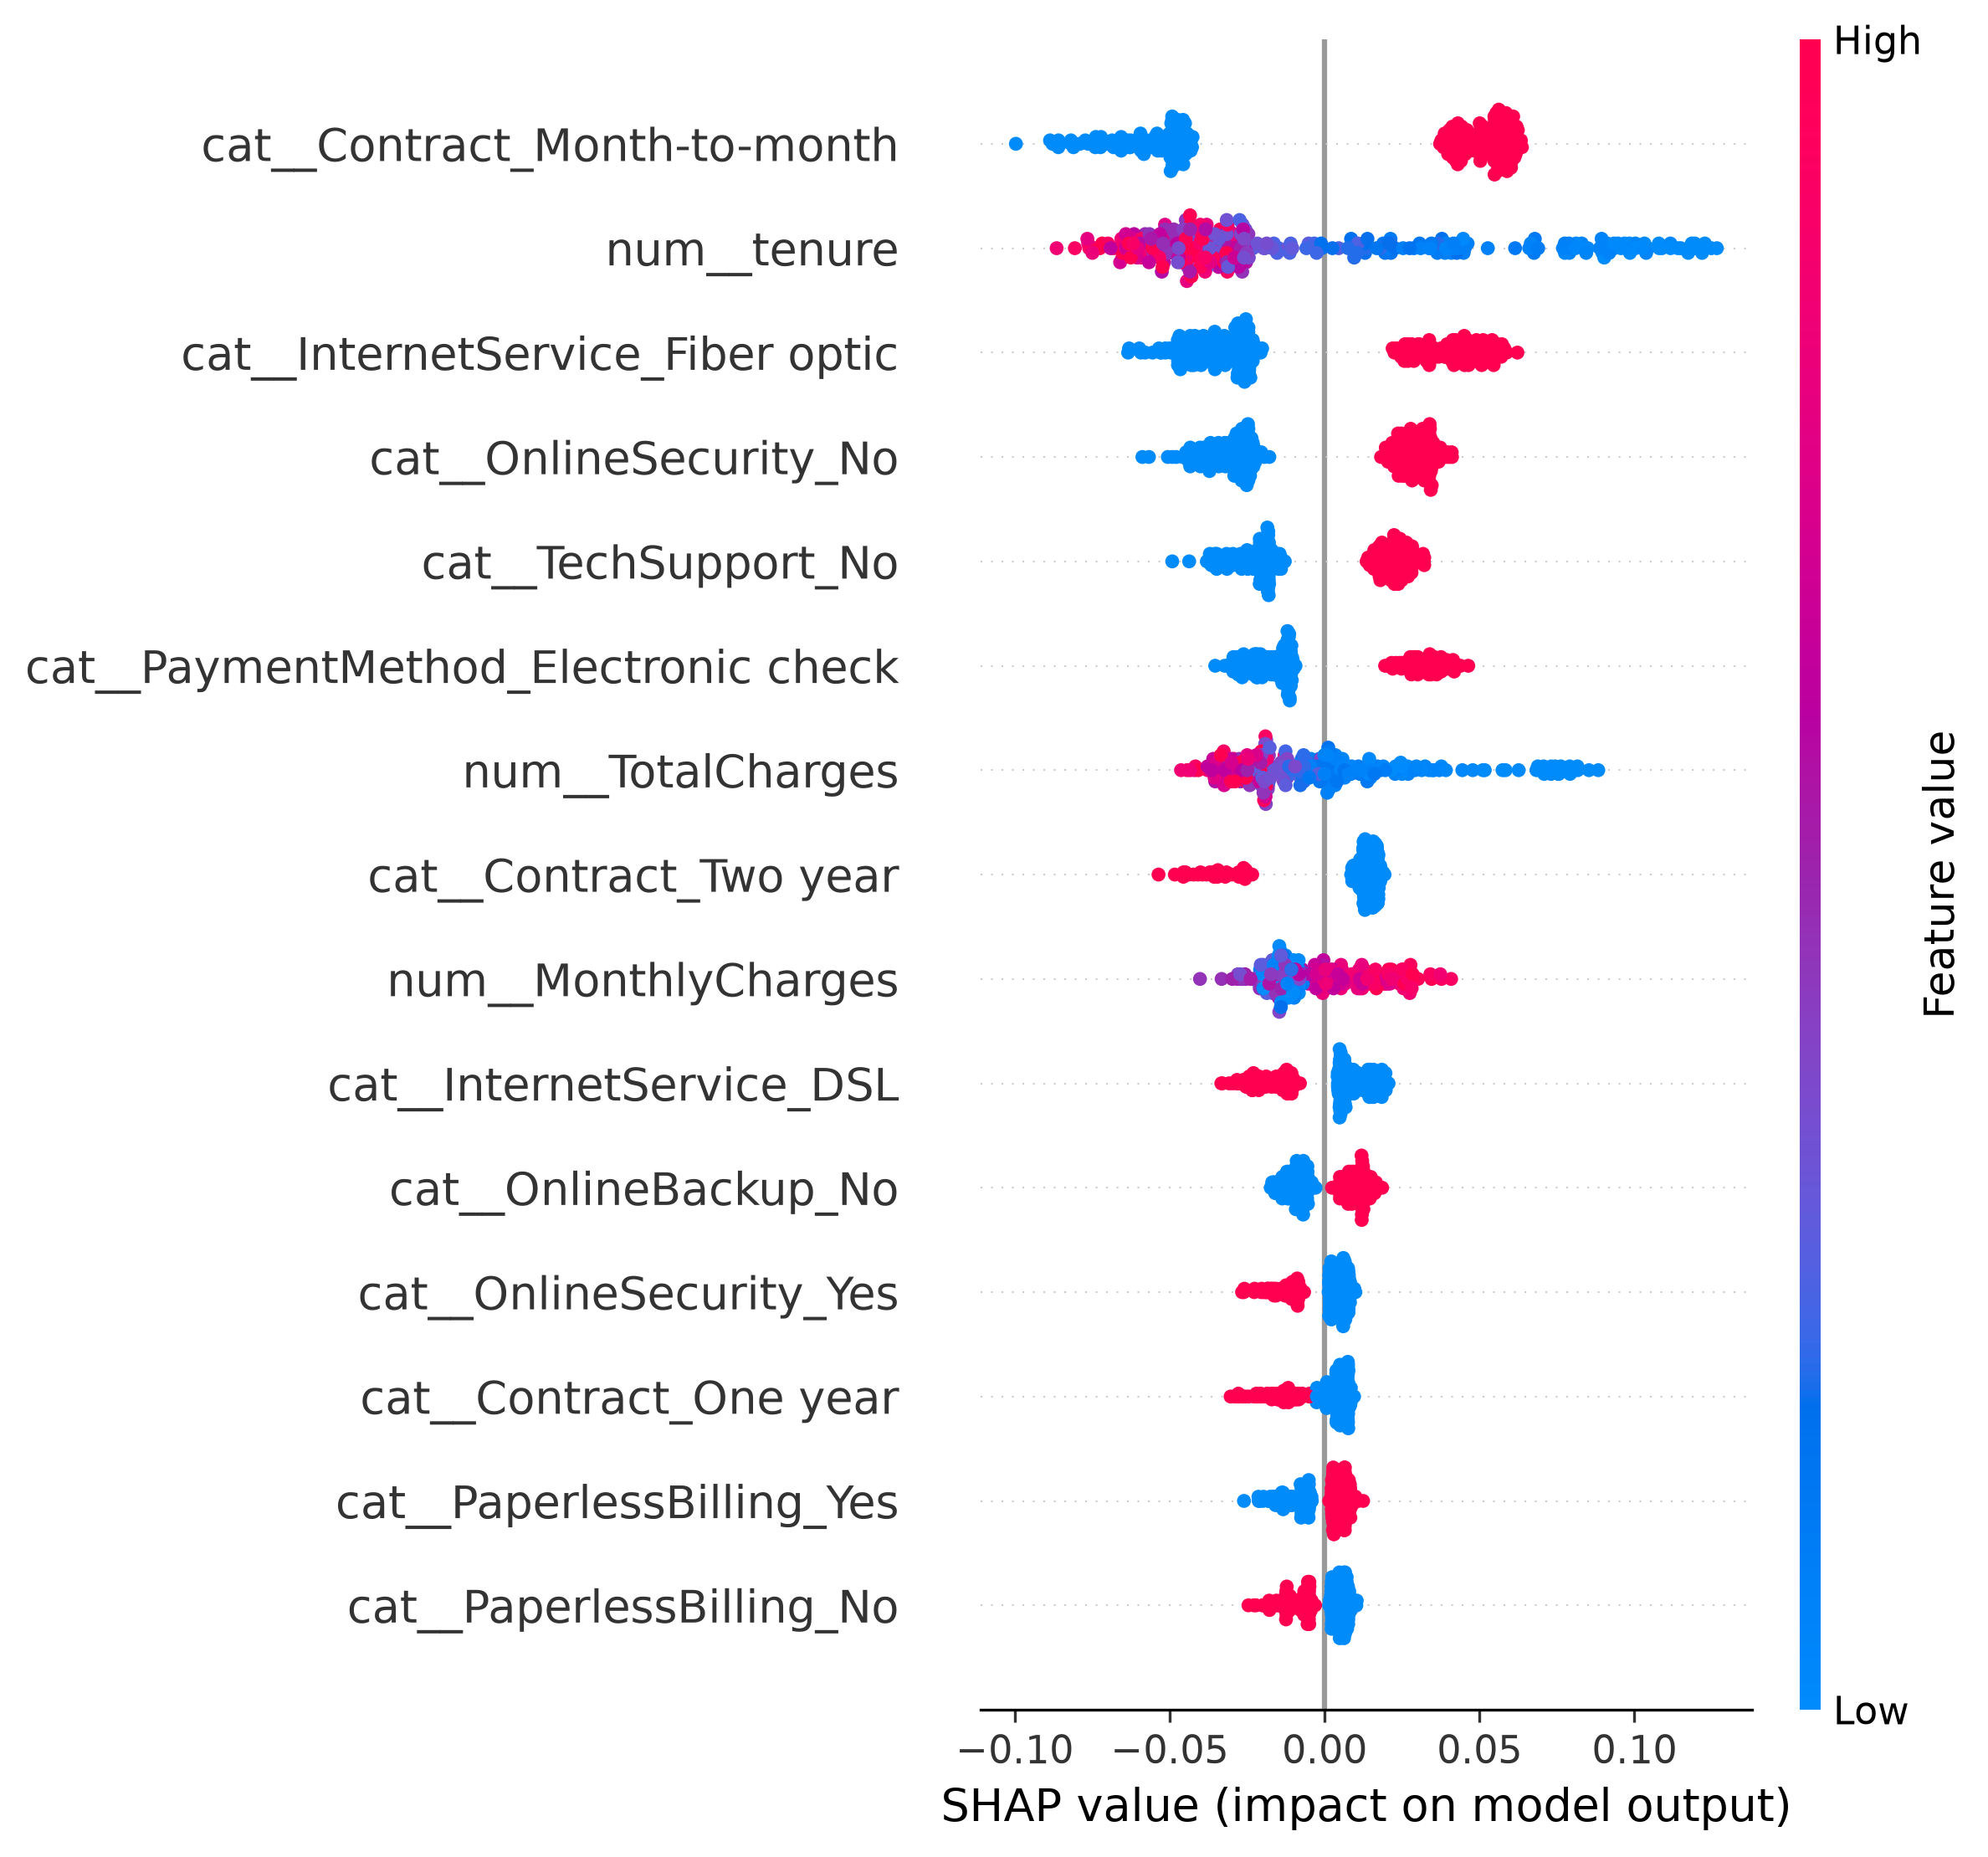 High
cat__Contract_Month-to-month
num__tenure
cat__InternetService_Fiber optic
cat__OnlineSecurity_No
cat__TechSupport_No
cat__PaymentMethod_Electronic check
num__TotalCharges
cat__Contract_Two year
num__MonthlyCharges
cat__InternetService_DSL
cat__OnlineBackup_No
cat__OnlineSecurity_Yes
cat__Contract_One year
cat__PaperlessBilling_Yes
cat__PaperlessBilling_No
Feature value
Low
−0.10 −0.05 0.00 0.05 0.10
SHAP value (impact on model output)